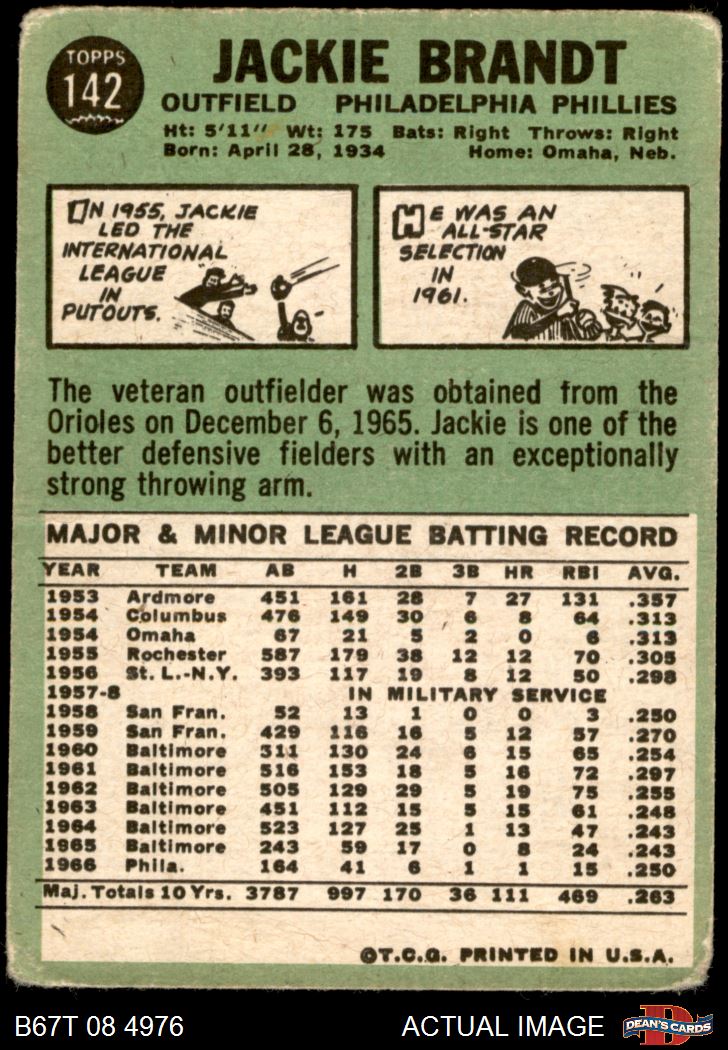 TOPPS
142
JACKIE BRANDT
OUTFIELD PHILADELPHIA PHILLIES
Ht: 5'11" Wt: 175 Bats: Right Throws: Right
Born: April 28, 1934 Home: Omaha, Neb.
IN 1955, JACKIE
LED THE
INTERNATIONAL
LEAGUE
IN
PUTOUTS.
HE WAS AN
ALL-STAR
SELECTION
IN
1961.
The veteran outfielder was obtained from the
Orioles on December 6, 1965. Jackie is one of the
better defensive fielders with an exceptionally
strong throwing arm.
MAJOR & MINOR LEAGUE BATTING RECORD
YEAR TEAM AB H 2B 3B HR RBI AVG.
1953 Ardmore 451 161 28 7 27 131 .357
1954 Columbus 476 149 30 6 8 64 .313
1954 Omaha 67 21 5 2 0 6 .313
1955 Rochester 587 179 38 12 12 70 .305
1956 St. L.-N.Y. 393 117 19 8 12 50 .298
1957-8 IN MILITARY SERVICE
1958 San Fran. 52 13 1 0 0 3 .250
1959 San Fran. 429 116 16 5 12 57 .270
1960 Baltimore 511 130 24 6 15 65 .254
1961 Baltimore 516 153 18 5 16 72 .297
1962 Baltimore 505 129 29 5 19 75 .255
1963 Baltimore 451 112 15 5 15 61 .248
1964 Baltimore 523 127 25 1 13 47 .243
1965 Baltimore 243 59 17 0 8 24 .243
1966 Phila. 164 41 6 1 1 15 .250
Maj. Totals 10 Yrs. 3787 997 170 36 111 469 .263
©T.C.G. PRINTED IN U.S.A.
B67T 08 4976 ACTUAL IMAGE
D
DEAN'S CARDS